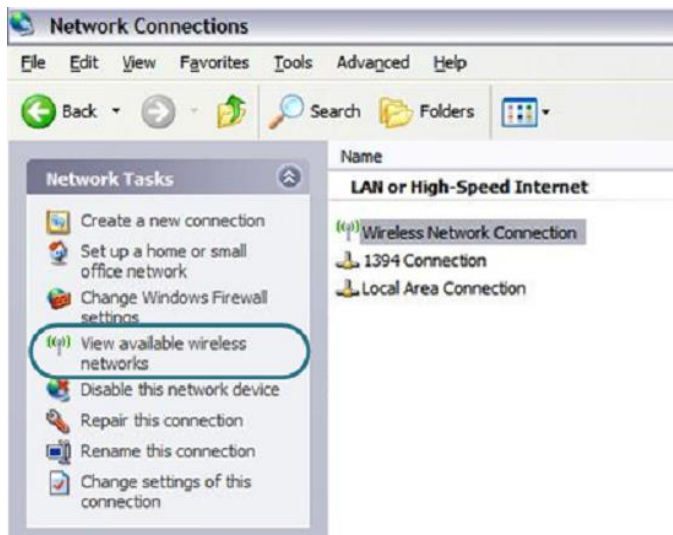 Network Connections
File Edit View Favorites Tools Advanced Help
Back Search Folders
Network Tasks
Create a new connection
Set up a home or small
office network
Change Windows Firewall
settings
View available wireless
networks
Disable this network device
Repair this connection
Rename this connection
Change settings of this
connection
Name
LAN or High-Speed Internet
Wireless Network Connection
1394 Connection
Local Area Connection